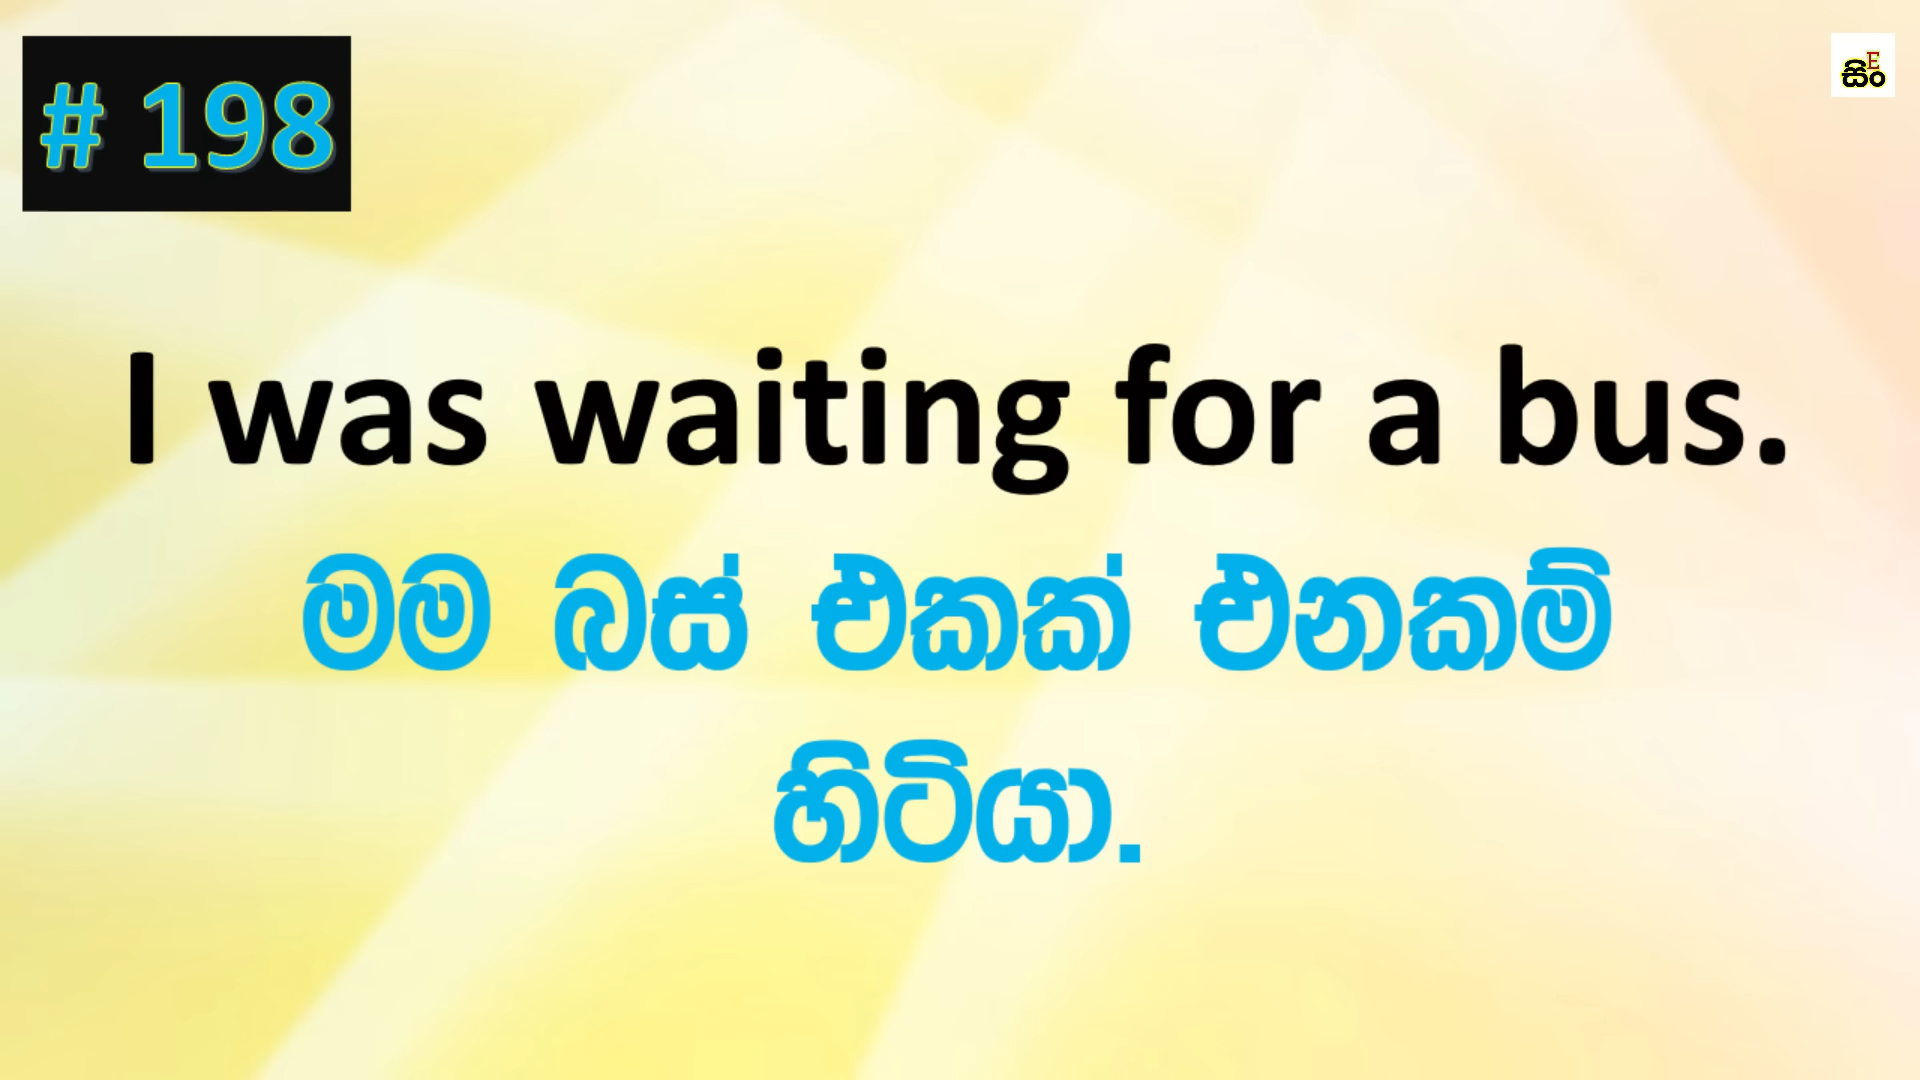 # 198
සිං
E
I was waiting for a bus.
මම බස් එකක් එනකම්
හිටියා.